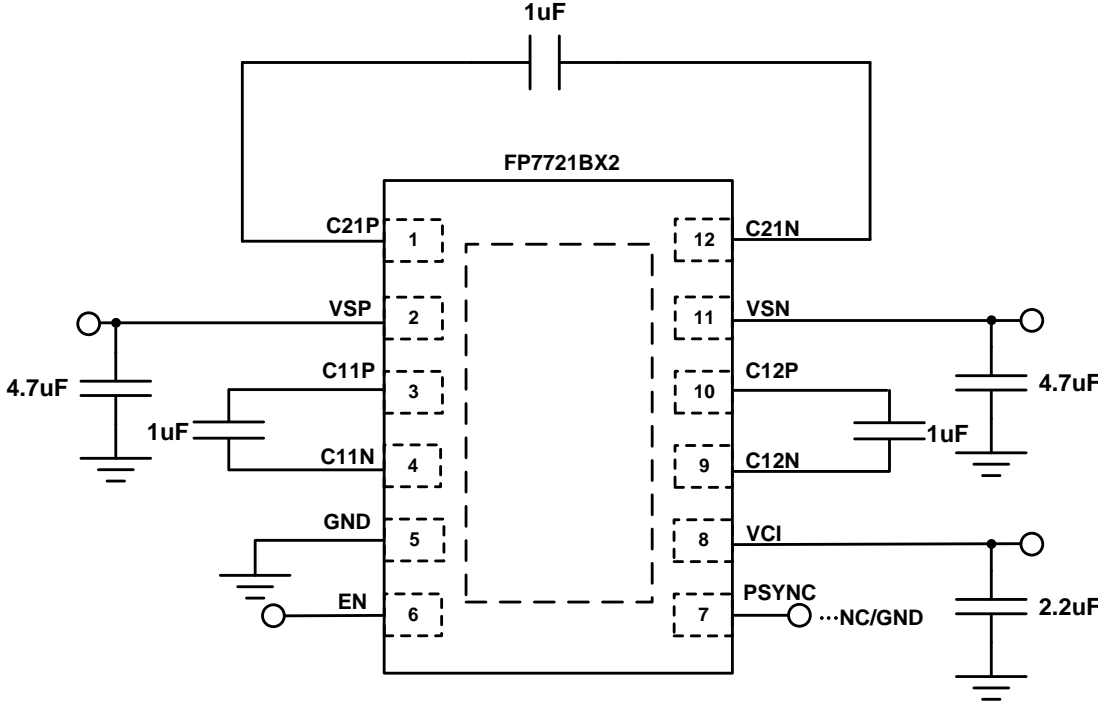 1uF
FP7721BX2
C21P
1
12
C21N
VSP
2
11
VSN
4.7uF
C11P
3
10
C12P
4.7uF
1uF
1uF
C11N
4
9
C12N
GND
5
8
VCI
EN
6
7
PSYNC
···NC/GND
2.2uF